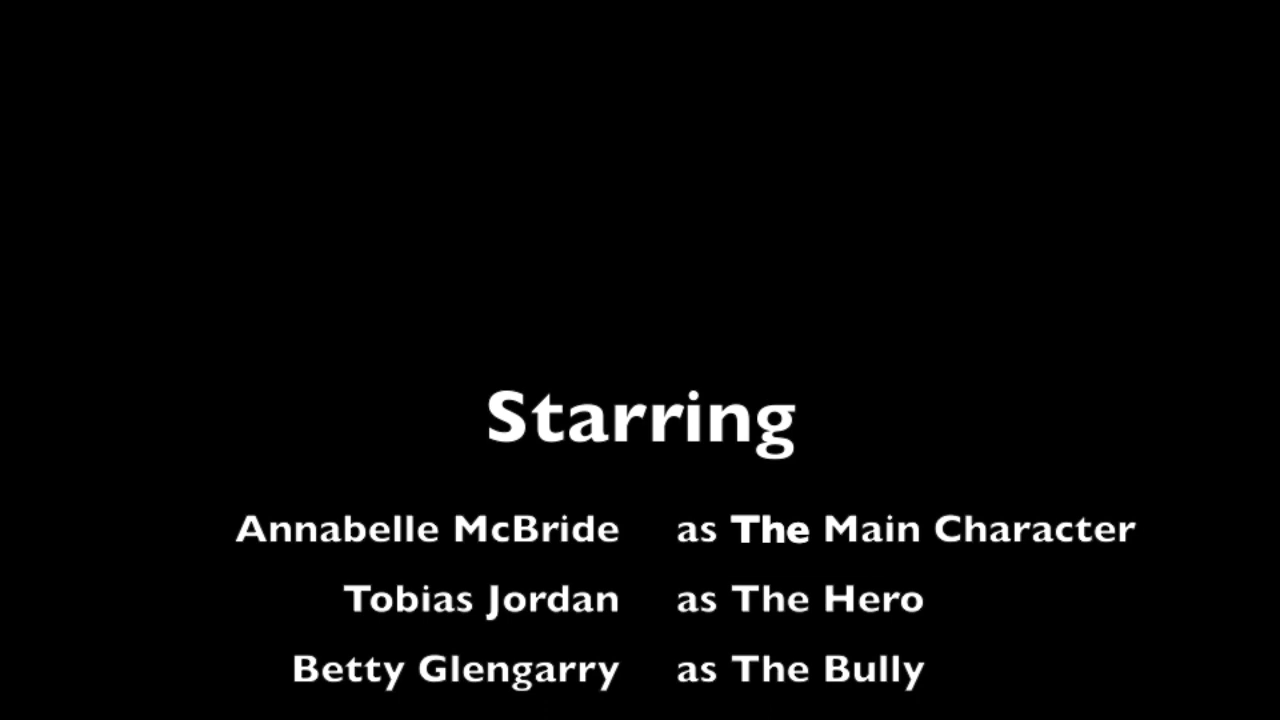 Starring
Annabelle McBride as The Main Character
Tobias Jordan as The Hero
Betty Glengarry as The Bully